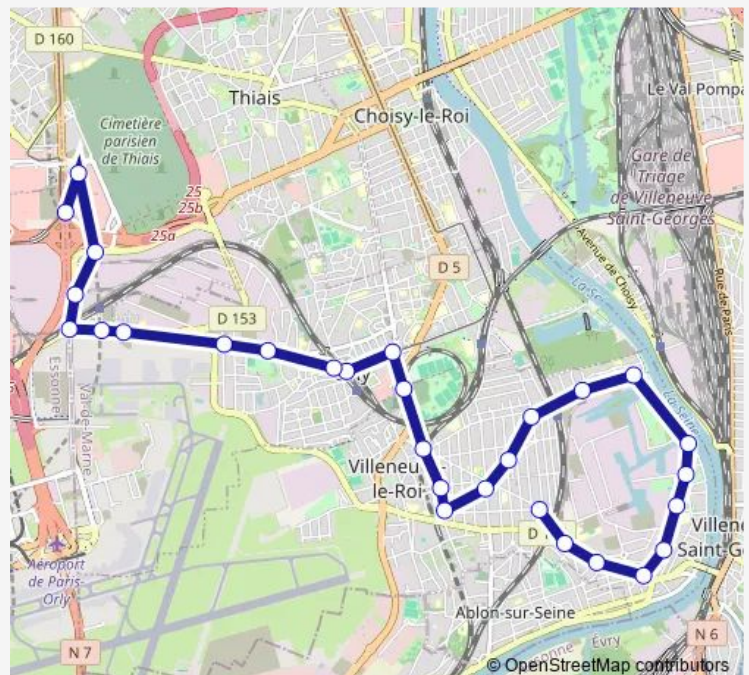 D 160
Thiais
Cimetière
parisien
de Thiais
Choisy-le-Roi
Le Val Pompa
Gare de
Triage
de Villeneuve
Saint-Georges
25
25b
25a
D 5
Avenue de Choisy
La Se
Rue de Paris
D 153
Essonne
Val-de-Marne
y
La Seine
Villeneu
le-Roi
D
Villene
Saint-G
Aéroport
de Paris-
Orly
Ablon-sur-Seine
N 7
Évry
N 6
© OpenStreetMap contributors